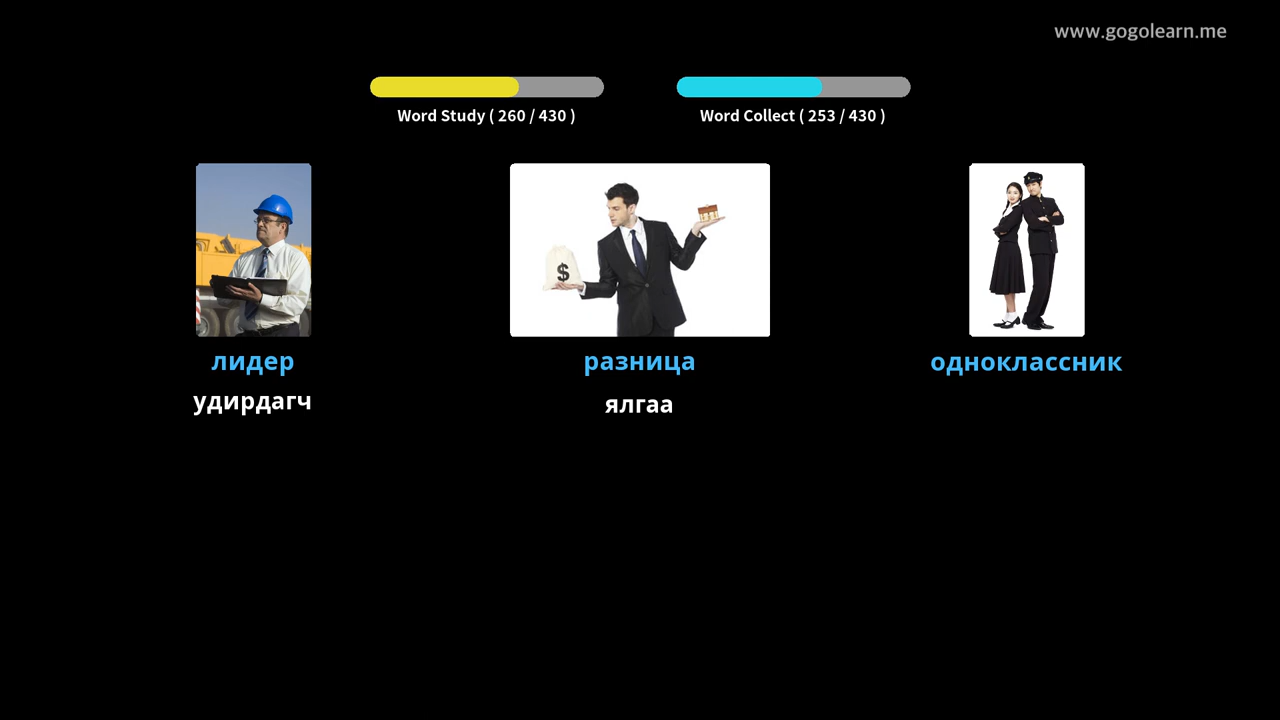 www.gogolearn.me
Word Study ( 260 / 430 )
Word Collect ( 253 / 430 )
$
лидер
разница
одноклассник
удирдагч
ялгаа